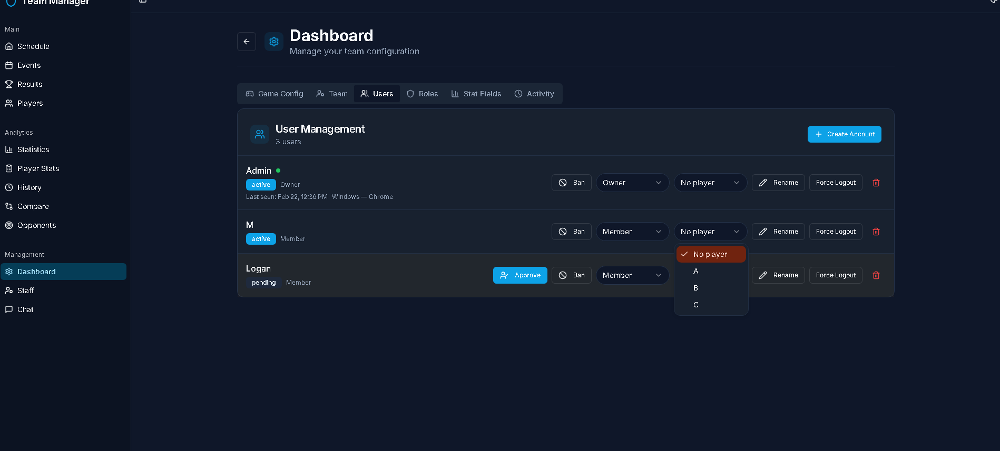 Team Manager
Main
Schedule
Events
Results
Players
Analytics
Statistics
Player Stats
History
Compare
Opponents
Management
Dashboard
Staff
Chat
Dashboard
Manage your team configuration
Game Config Team Users Roles Stat Fields Activity
User Management
3 users
Create Account
Admin
active Owner
Last seen: Feb 22, 12:36 PM Windows — Chrome
Ban Owner No player Rename Force Logout
M
active Member
Ban Member No player Rename Force Logout
No player
A
B
C
Logan
pending Member
Approve Ban Member Rename Force Logout